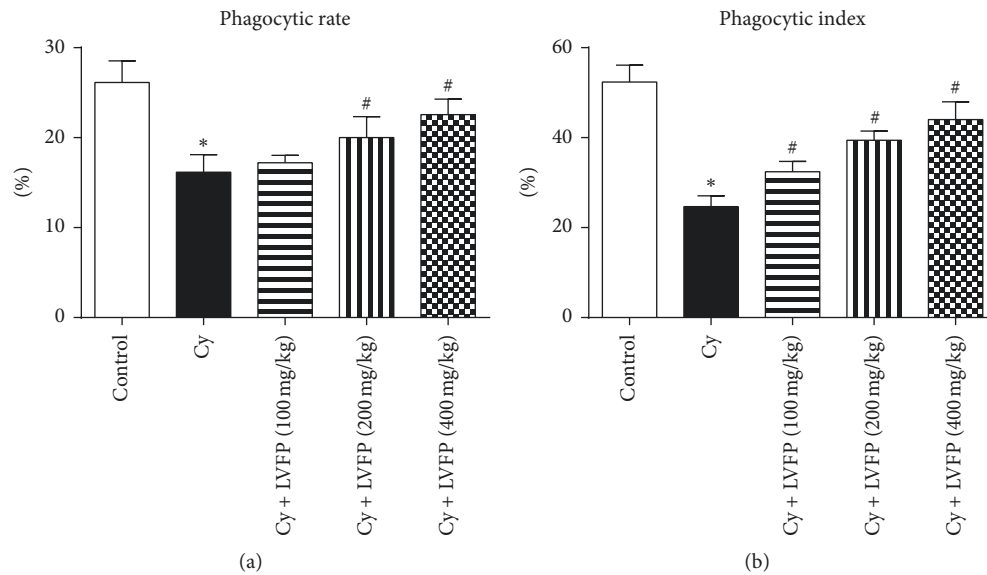 Phagocytic rate
30
20
10
0
(%)
*
#
#
Control
Cy
Cy + LVFP (100 mg/kg)
Cy + LVFP (200 mg/kg)
Cy + LVFP (400 mg/kg)
(a)
Phagocytic index
60
40
20
0
(%)
*
#
#
#
Control
Cy
Cy + LVFP (100 mg/kg)
Cy + LVFP (200 mg/kg)
Cy + LVFP (400 mg/kg)
(b)